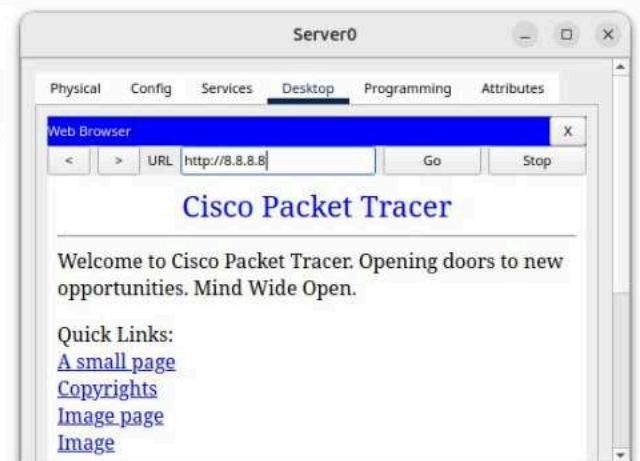 Server0
Physical Config Services Desktop Programming Attributes
Web Browser X
< > URL http://8.8.8.8 Go Stop
Cisco Packet Tracer
Welcome to Cisco Packet Tracer. Opening doors to new
opportunities. Mind Wide Open.
Quick Links:
A small page
Copyrights
Image page
Image